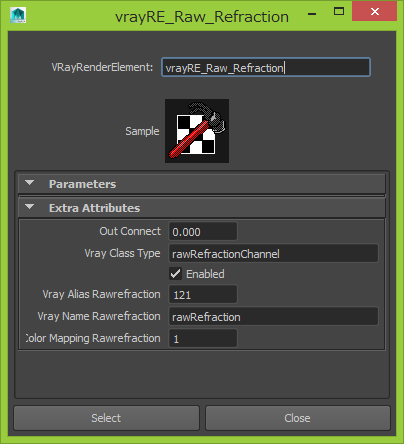 vrayRE_Raw_Refraction
VRayRenderElement: vrayRE_Raw_Refraction
Sample
Parameters
Extra Attributes
Out Connect 0.000
Vray Class Type rawRefractionChannel
Enabled
Vray Alias Rawrefraction 121
Vray Name Rawrefraction rawRefraction
Color Mapping Rawrefraction 1
Select Close